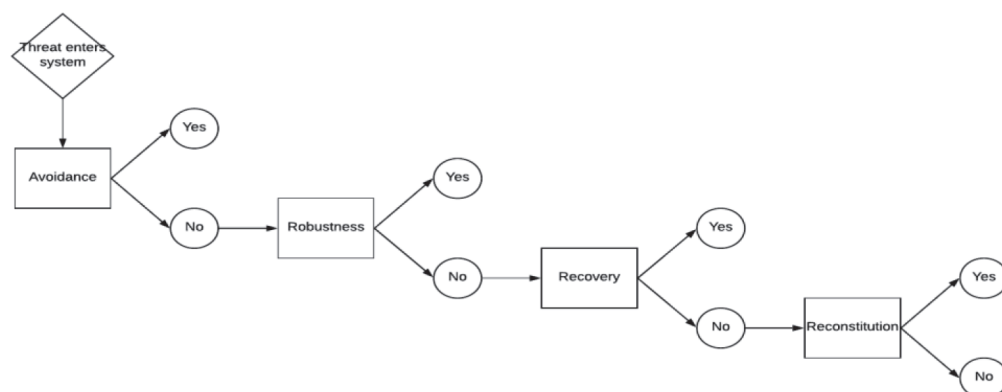 Threat enters
system
Avoidance
Yes
No
Robustness
Yes
No
Recovery
Yes
No
Reconstitution
Yes
No